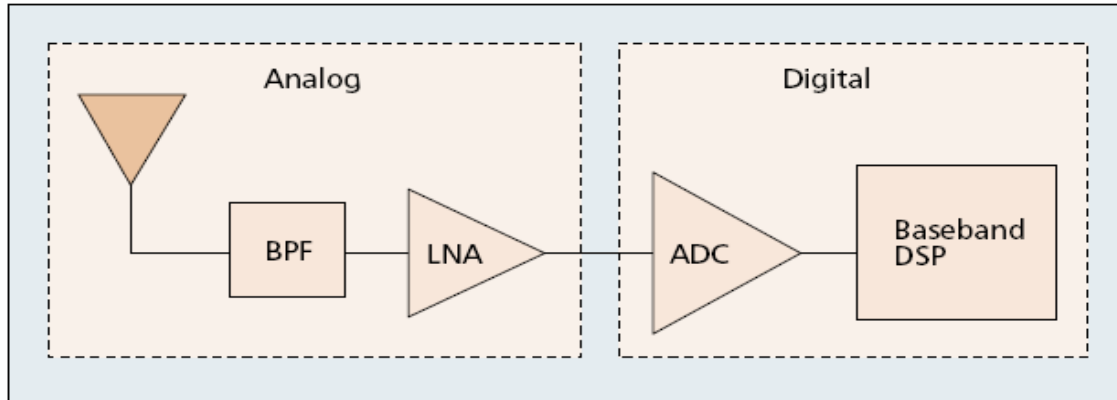 Analog
Digital
BPF
LNA
ADC
Baseband
DSP